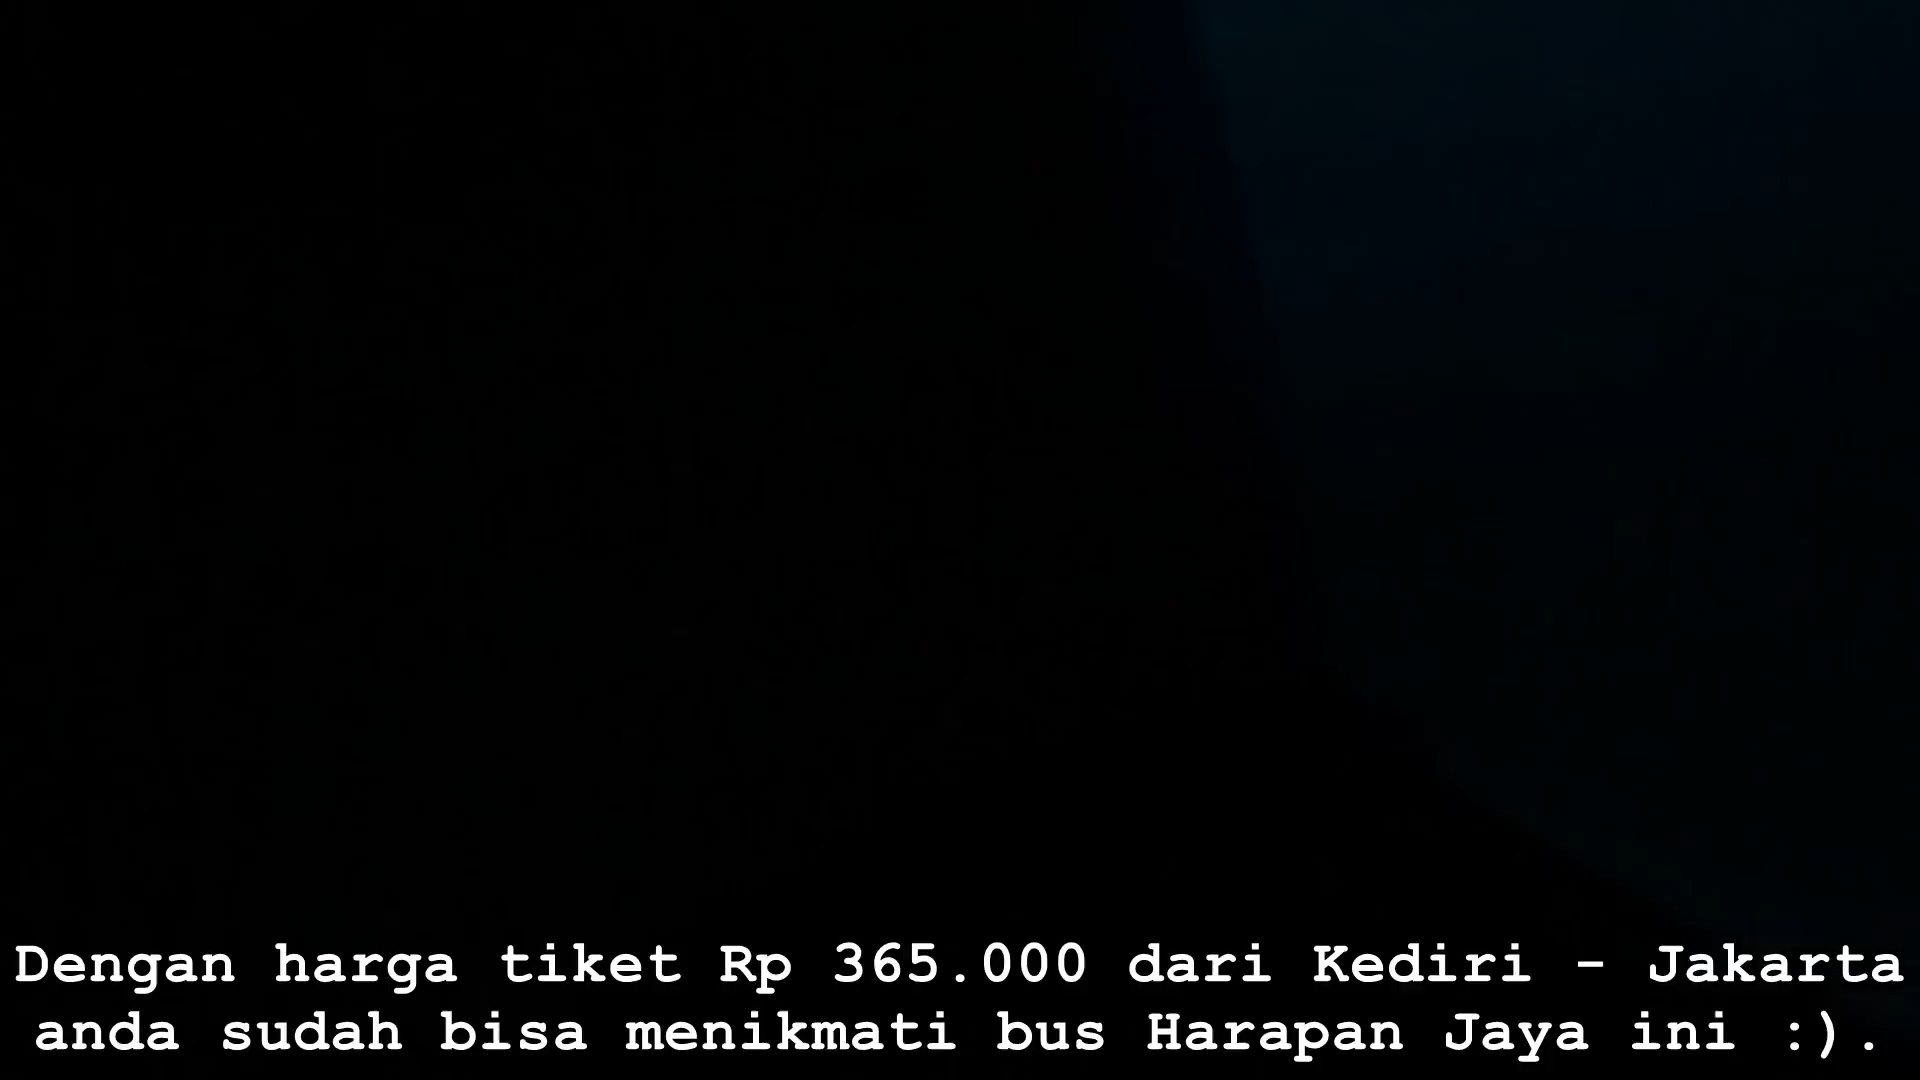 Dengan harga tiket Rp 365.000 dari Kediri - Jakarta
anda sudah bisa menikmati bus Harapan Jaya ini :).